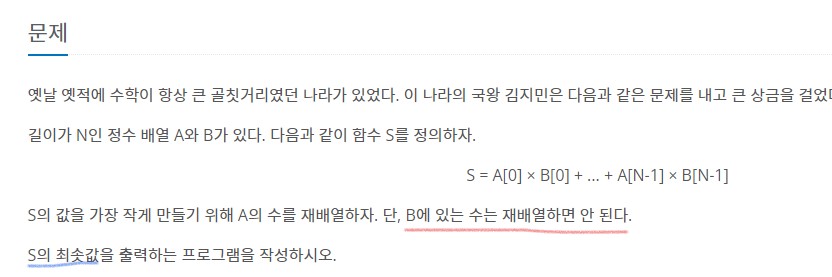 문제
옛날 옛적에 수학이 항상 큰 골칫거리였던 나라가 있었다. 이 나라의 국왕 김지민은 다음과 같은 문제를 내고 큰 상금을 걸었
길이가 N인 정수 배열 A와 B가 있다. 다음과 같이 함수 S를 정의하자.
S = A[0] × B[0] + ... + A[N-1] × B[N-1]
S의 값을 가장 작게 만들기 위해 A의 수를 재배열하자. 단, B에 있는 수는 재배열하면 안 된다.
S의 최솟값을 출력하는 프로그램을 작성하시오.